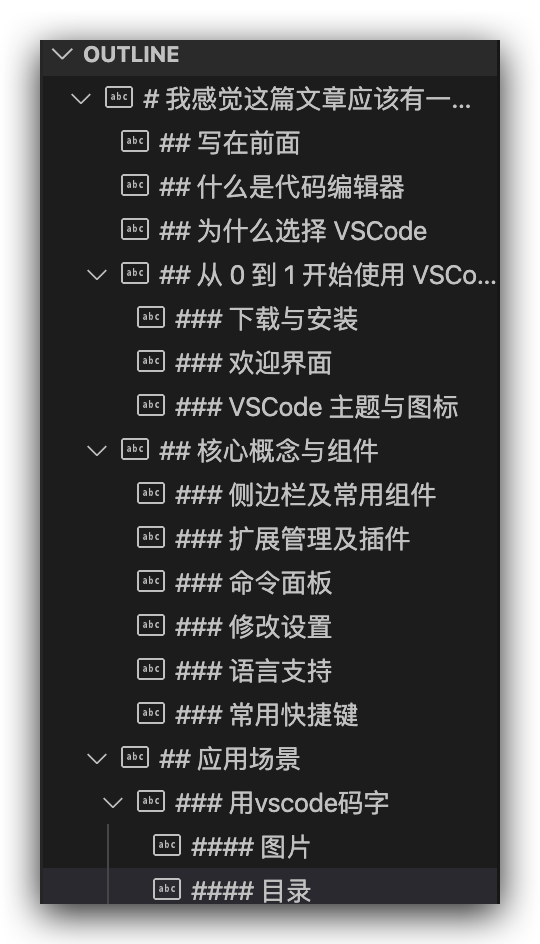 OUTLINE
abc # 我感觉这篇文章应该有一...
abc ## 写在前面
abc ## 什么是代码编辑器
abc ## 为什么选择 VSCode
abc ## 从 0 到 1 开始使用 VSCo...
abc ### 下载与安装
abc ### 欢迎界面
abc ### VSCode 主题与图标
abc ## 核心概念与组件
abc ### 侧边栏及常用组件
abc ### 扩展管理及插件
abc ### 命令面板
abc ### 修改设置
abc ### 语言支持
abc ### 常用快捷键
abc ## 应用场景
abc ### 用vscode码字
abc #### 图片
abc #### 目录